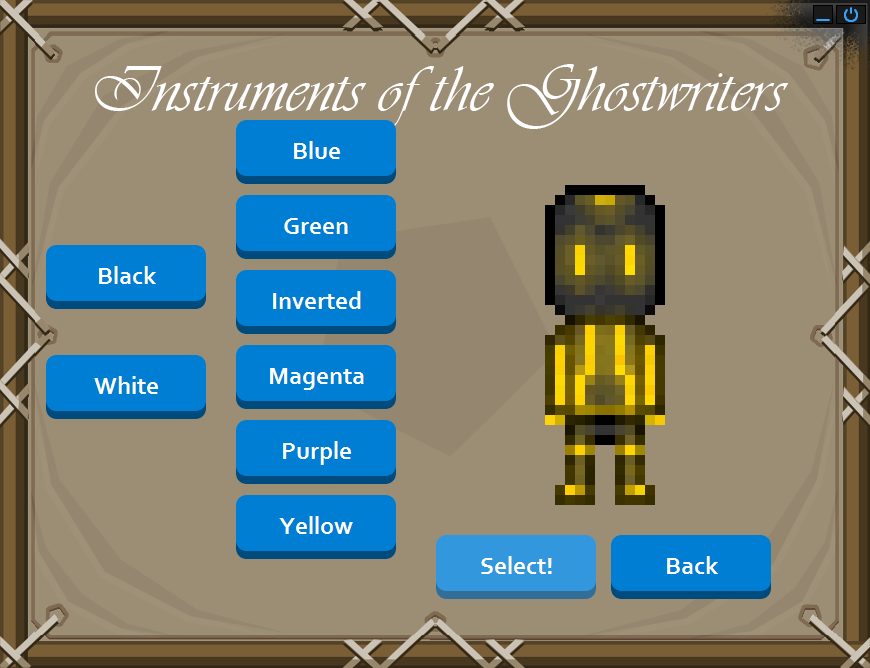 Instruments of the Ghostwriters
Blue
Green
Black
Inverted
Magenta
White
Purple
Yellow
Select!
Back